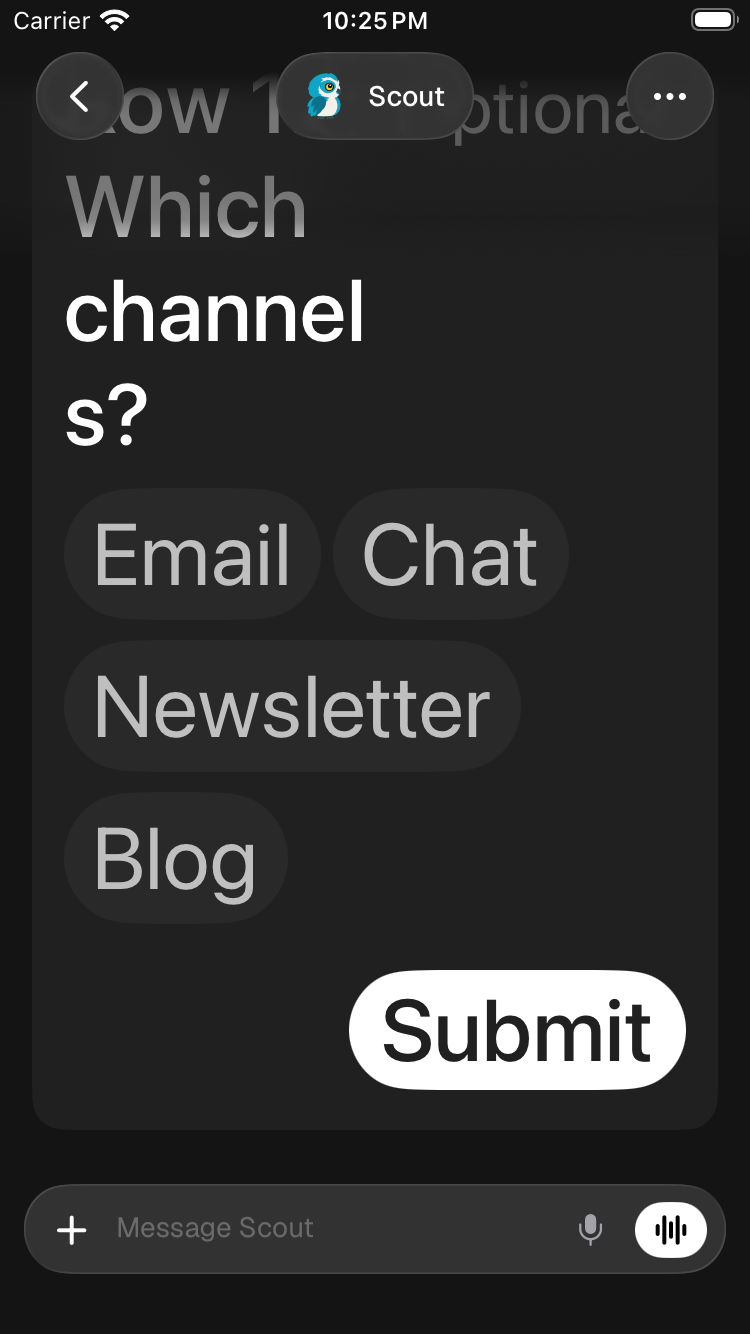 Carrier 10:25 PM
Scout
Which
channel
s?
Email Chat
Newsletter
Blog
Submit
Message Scout